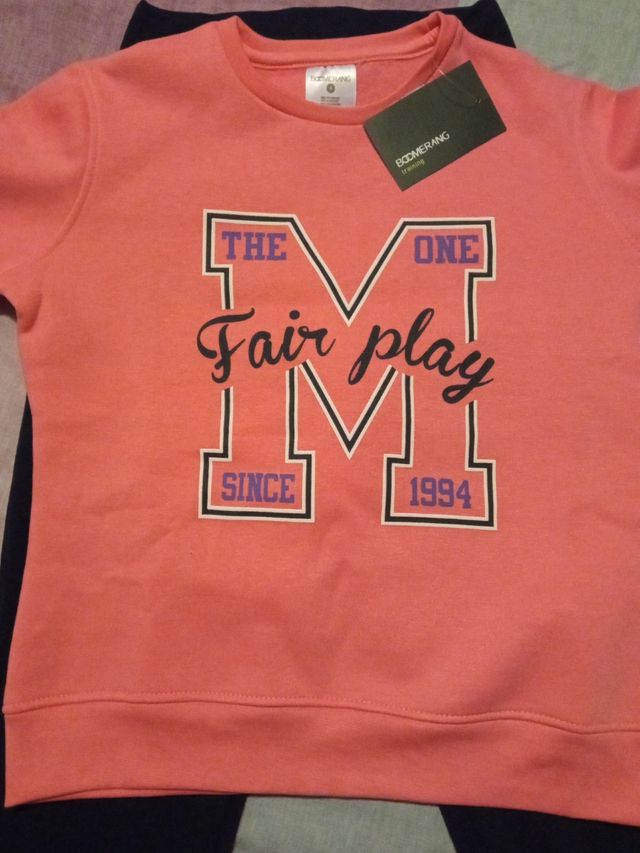 BOOMERANG
BOOMERANG
training
THE ONE
Fair play
SINCE 1994